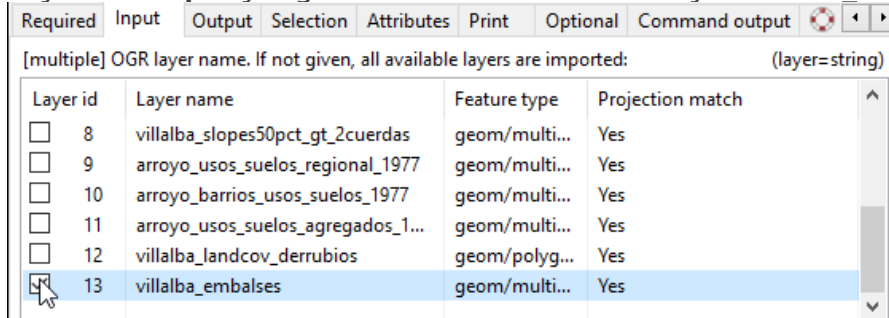 Required Input Output Selection Attributes Print Optional Command output
[multiple] OGR layer name. If not given, all available layers are imported: (layer=string)
Layer id Layer name Feature type Projection match
8 villalba_slopes50pct_gt_2cuerdas geom/multi... Yes
9 arroyo_usos_suelos_regional_1977 geom/multi... Yes
10 arroyo_barrios_usos_suelos_1977 geom/multi... Yes
11 arroyo_usos_suelos_agregados_1... geom/multi... Yes
12 villalba_landcov_derrubios geom/polyg... Yes
13 villalba_embalses geom/multi... Yes